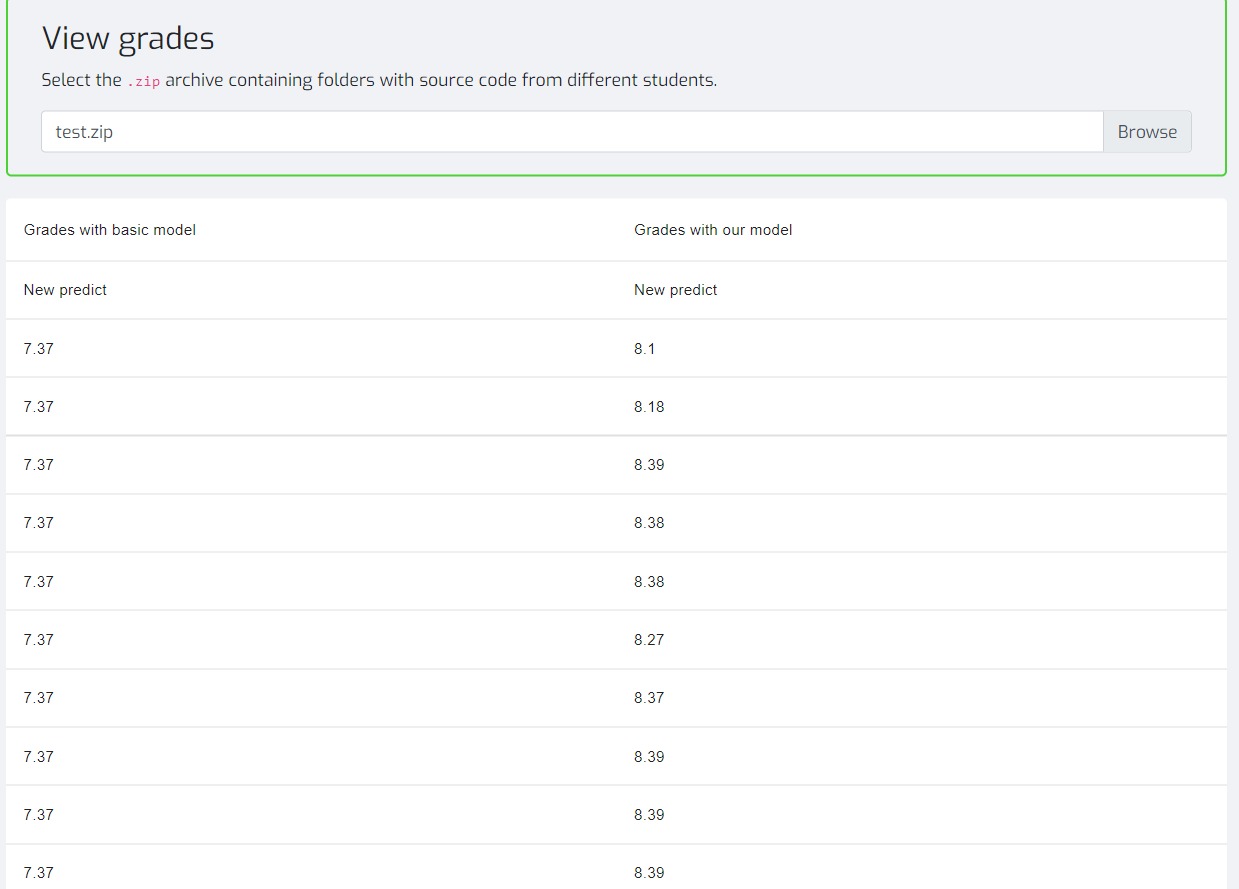 View grades
Select the .zip archive containing folders with source code from different students.
test.zip Browse
Grades with basic model Grades with our model
New predict New predict
7.37 8.1
7.37 8.18
7.37 8.39
7.37 8.38
7.37 8.38
7.37 8.27
7.37 8.37
7.37 8.39
7.37 8.39
7.37 8.39